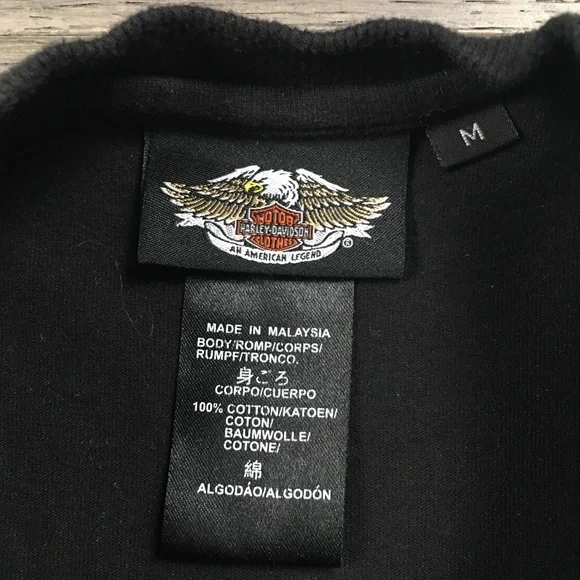 MOTOR
HARLEY-DAVIDSON
CLOTHES
AN AMERICAN LEGEND
®
M
MADE IN MALAYSIA
BODY/ROMP/CORPS/
RUMPF/TRONCO.
身ごろ
CORPO/CUERPO
100% COTTON/KATOEN/
COTON/
BAUMWOLLE/
COTONE/
綿
ALGODÁO/ALGODÓN